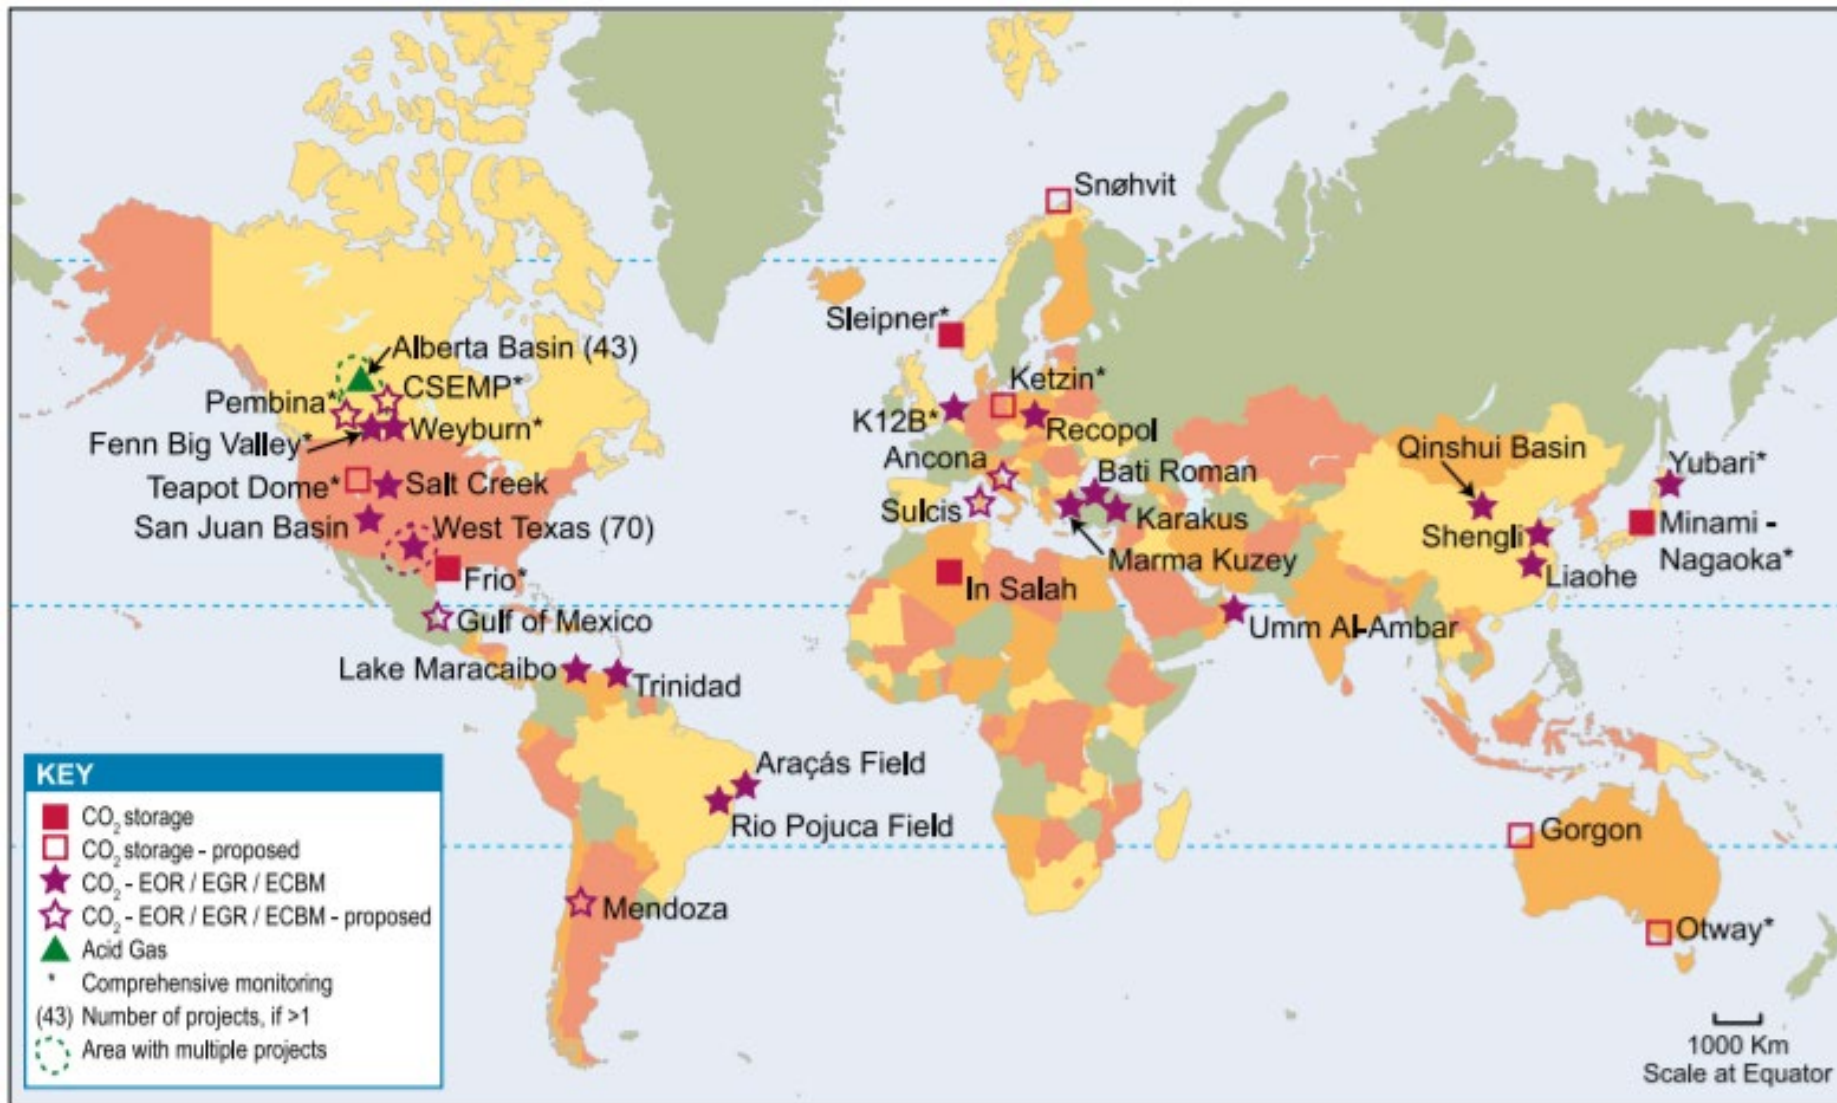 Snøhvit
Sleipner*
Alberta Basin (43)
CSEMP*
Pembina*
Ketzin*
K12B*
Weyburn*
Fenn Big Valley*
Recopol
Qinshui Basin
Ancona
Bati Roman
Yubari*
Teapot Dome*
Salt Creek
Sulcis
Karakus
San Juan Basin
West Texas (70)
Shengli
Minami -
Nagaoka*
Marma Kuzey
Frio*
In Salah
Liaohe
Gulf of Mexico
Umm Al-Ambar
Lake Maracaibo
Trinidad
Araçás Field
Rio Pojuca Field
Gorgon
Mendoza
Otway*
KEY
CO₂ storage
CO₂ storage - proposed
CO₂ - EOR / EGR / ECBM
CO₂ - EOR / EGR / ECBM - proposed
Acid Gas
* Comprehensive monitoring
(43) Number of projects, if >1
Area with multiple projects
1000 Km
Scale at Equator